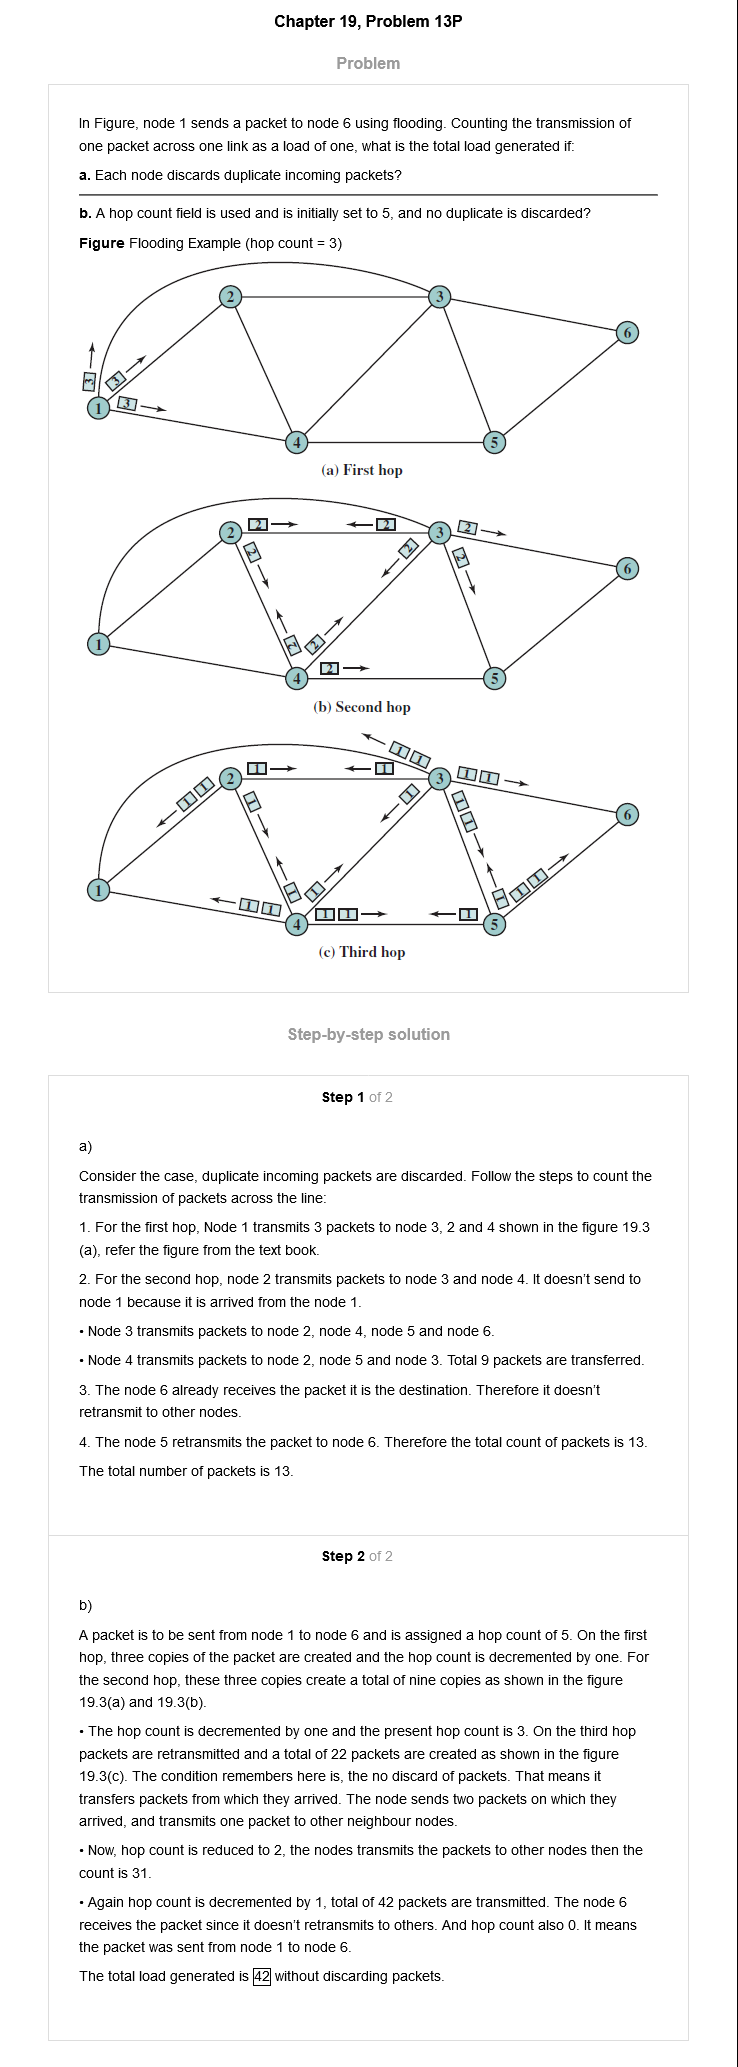 Chapter 19, Problem 13P
Problem
In Figure, node 1 sends a packet to node 6 using flooding. Counting the transmission of
one packet across one link as a load of one, what is the total load generated if:
a. Each node discards duplicate incoming packets?
b. A hop count field is used and is initially set to 5, and no duplicate is discarded?
Figure Flooding Example (hop count = 3)
2
3
6
3
3
1
3
4
5
(a) First hop
2
2
2
3
2
6
2
2
2
1
2
2
2
4
5
(b) Second hop
1 1
2
1
1
3
1 1
1 1
1
1
1
1
6
1
1 1
1
1
1
1 1
4
1 1
1
5
1
1 1
(c) Third hop
Step-by-step solution
Step 1 of 2
a)
Consider the case, duplicate incoming packets are discarded. Follow the steps to count the
transmission of packets across the line:
1. For the first hop, Node 1 transmits 3 packets to node 3, 2 and 4 shown in the figure 19.3
(a), refer the figure from the text book.
2. For the second hop, node 2 transmits packets to node 3 and node 4. It doesn't send to
node 1 because it is arrived from the node 1.
• Node 3 transmits packets to node 2, node 4, node 5 and node 6.
• Node 4 transmits packets to node 2, node 5 and node 3. Total 9 packets are transferred.
3. The node 6 already receives the packet it is the destination. Therefore it doesn't
retransmit to other nodes.
4. The node 5 retransmits the packet to node 6. Therefore the total count of packets is 13.
The total number of packets is 13.
Step 2 of 2
b)
A packet is to be sent from node 1 to node 6 and is assigned a hop count of 5. On the first
hop, three copies of the packet are created and the hop count is decremented by one. For
the second hop, these three copies create a total of nine copies as shown in the figure
19.3(a) and 19.3(b).
• The hop count is decremented by one and the present hop count is 3. On the third hop
packets are retransmitted and a total of 22 packets are created as shown in the figure
19.3(c). The condition remembers here is, the no discard of packets. That means it
transfers packets from which they arrived. The node sends two packets on which they
arrived, and transmits one packet to other neighbour nodes.
• Now, hop count is reduced to 2, the nodes transmits the packets to other nodes then the
count is 31.
• Again hop count is decremented by 1, total of 42 packets are transmitted. The node 6
receives the packet since it doesn't retransmits to others. And hop count also 0. It means
the packet was sent from node 1 to node 6.
The total load generated is 42 without discarding packets.